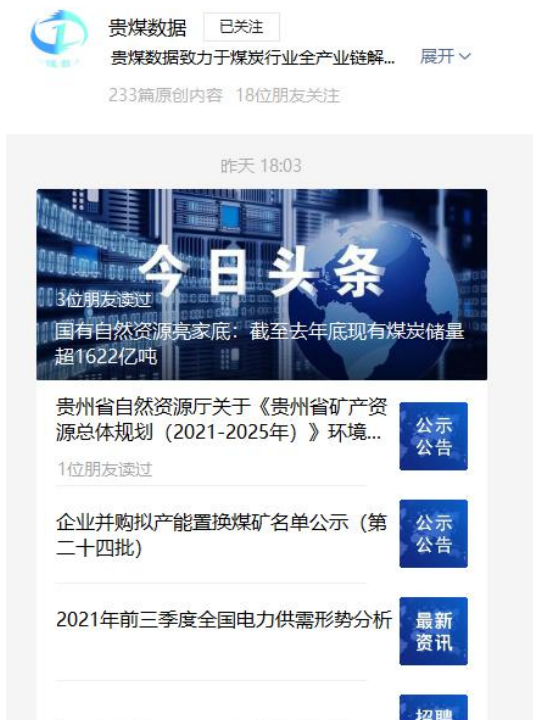 贵煤数据 已关注
贵煤数据致力于煤炭行业全产业链解... 展开
233篇原创内容 18位朋友关注
昨天 18:03
今日头条
3位朋友读过
国有自然资源亮家底：截至去年底现有煤炭储量
超1622亿吨
贵州省自然资源厅关于《贵州省矿产资
源总体规划（2021-2025年）》环境...
公示
公告
1位朋友读过
企业并购拟产能置换煤矿名单公示（第
二十四批）
公示
公告
2021年前三季度全国电力供需形势分析
最新
资讯
招聘